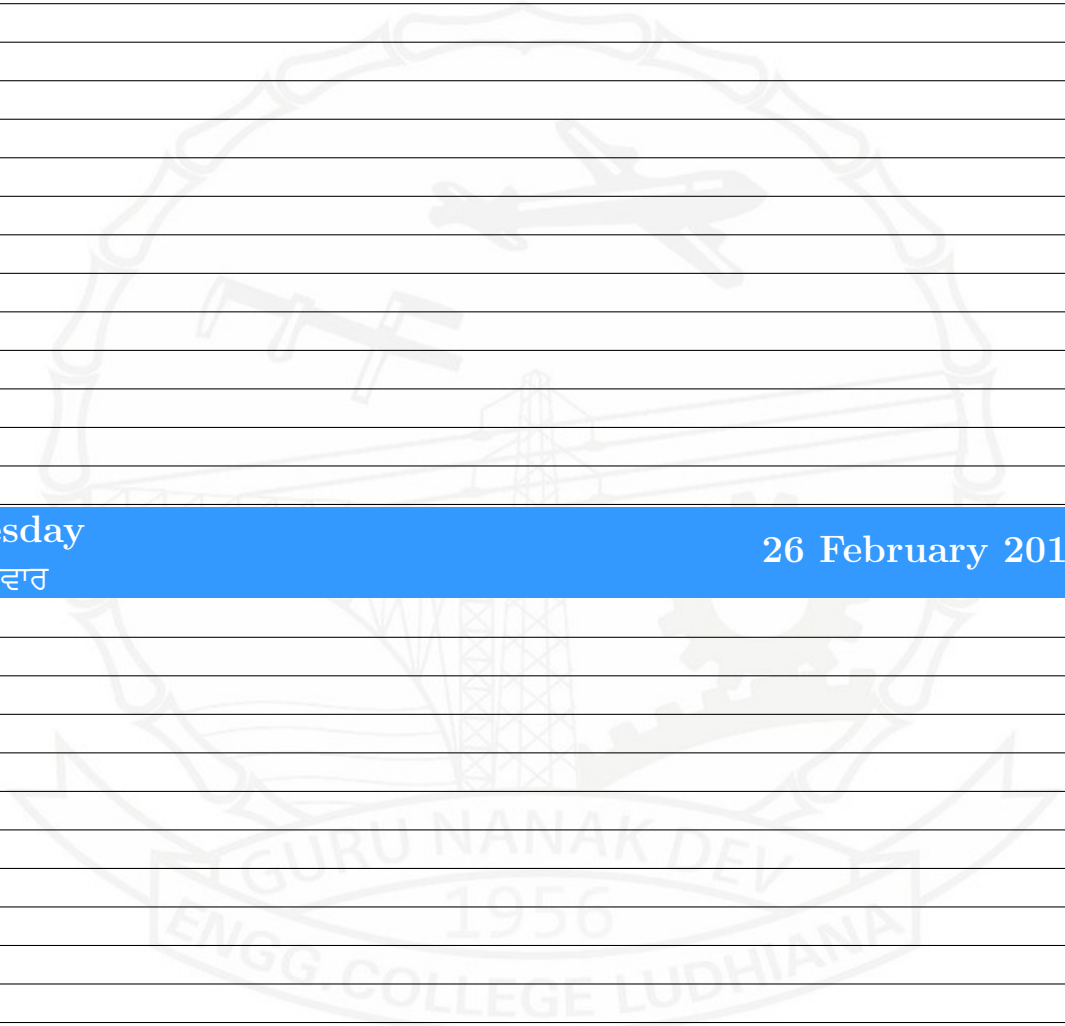 esday
ਵਾਰ
26 February 201
GURU NANAK DEV
1956
ENGG. COLLEGE LUDHIANA